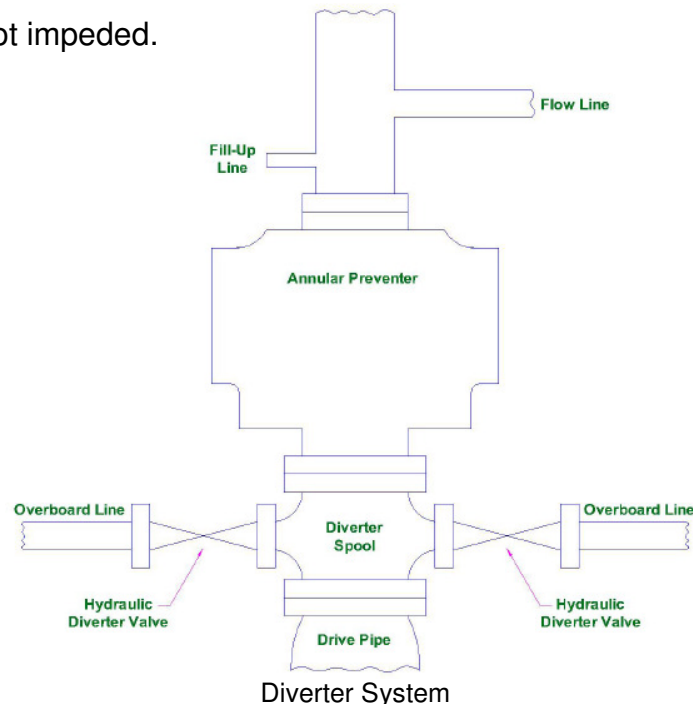 ot impeded.
Flow Line
Fill-Up
Line
Annular Preventer
Overboard Line
Overboard Line
Diverter
Spool
Hydraulic
Diverter Valve
Hydraulic
Diverter Valve
Drive Pipe
Diverter System